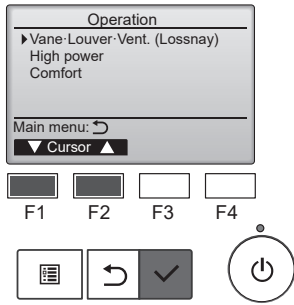 Operation
Vane·Louver·Vent. (Lossnay)
High power
Comfort
Main menu:
Cursor
F1 F2 F3 F4